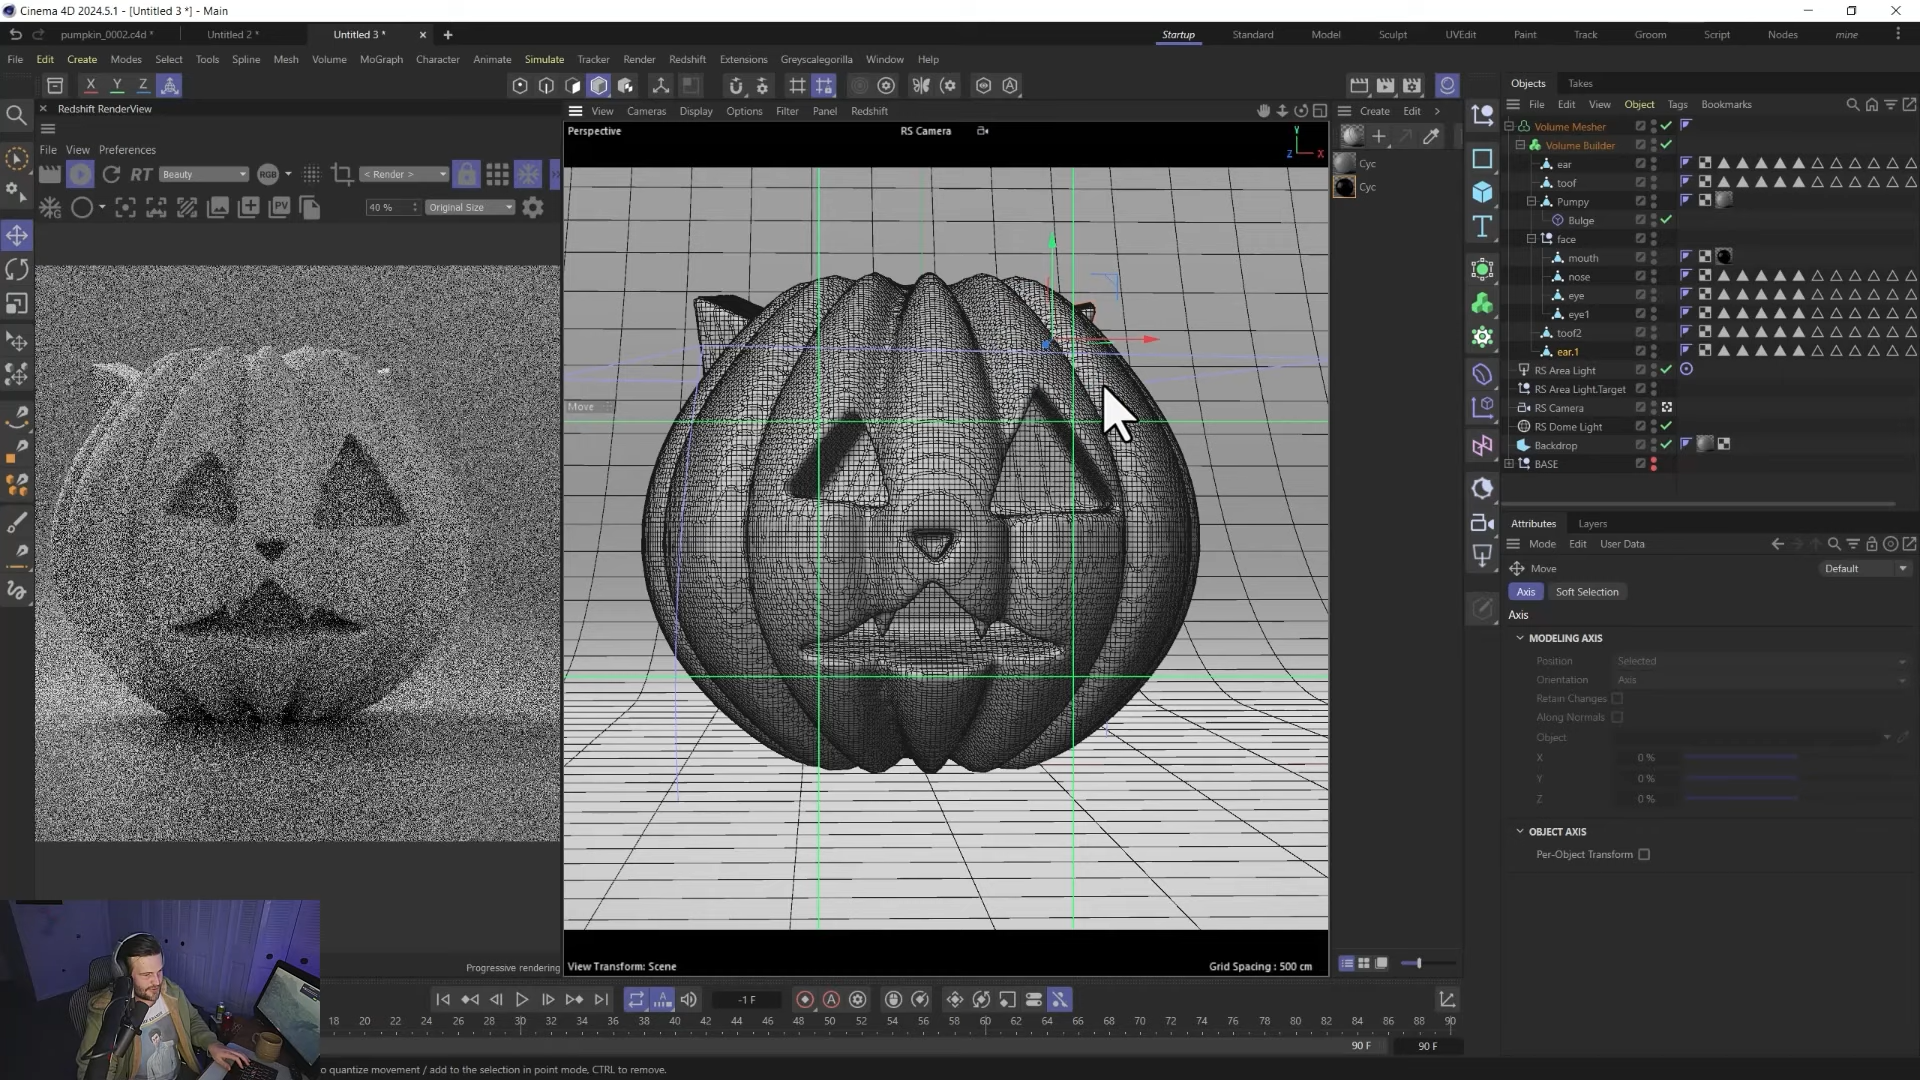 Cinema 4D 2024.5.1 - [Untitled 3 *] - Main
pumpkin_0002.c4d *
Untitled 2 *
Untitled 3 *
Startup
Standard
Model
Sculpt
UVEdit
Paint
Track
Groom
Script
Nodes
mine
File Edit Create Modes Select Tools Spline Mesh Volume MoGraph Character Animate Simulate Tracker Render Redshift Extensions Greyscalegorilla Window Help
X Y Z
Redshift RenderView
File View Preferences
RT
Beauty
RGB
< Render >
PV
40 %
Original Size
View Cameras Display Options Filter Panel Redshift
Perspective
RS Camera
Y
Z X
Move
View Transform: Scene
Grid Spacing : 500 cm
Progressive rendering
Create Edit
Cyc
Cyc
Objects Takes
File Edit View Object Tags Bookmarks
Volume Mesher
Volume Builder
ear
toof
Pumpy
Bulge
face
mouth
nose
eye
eye1
toof2
ear.1
RS Area Light
RS Area Light.Target
RS Camera
RS Dome Light
Backdrop
BASE
Attributes Layers
Mode Edit User Data
Move
Default
Axis
Soft Selection
Axis
MODELING AXIS
Position Selected
Orientation Axis
Retain Changes
Along Normals
Object
X 0 %
Y 0 %
Z 0 %
OBJECT AXIS
Per-Object Transform
-1 F
18 20 22 24 26 28 30 32 34 36 38 40 42 44 46 48 50 52 54 56 58 60 62 64 66 68 70 72 74 76 78 80 82 84 86 88 90
90 F
90 F
o quantize movement / add to the selection in point mode, CTRL to remove.